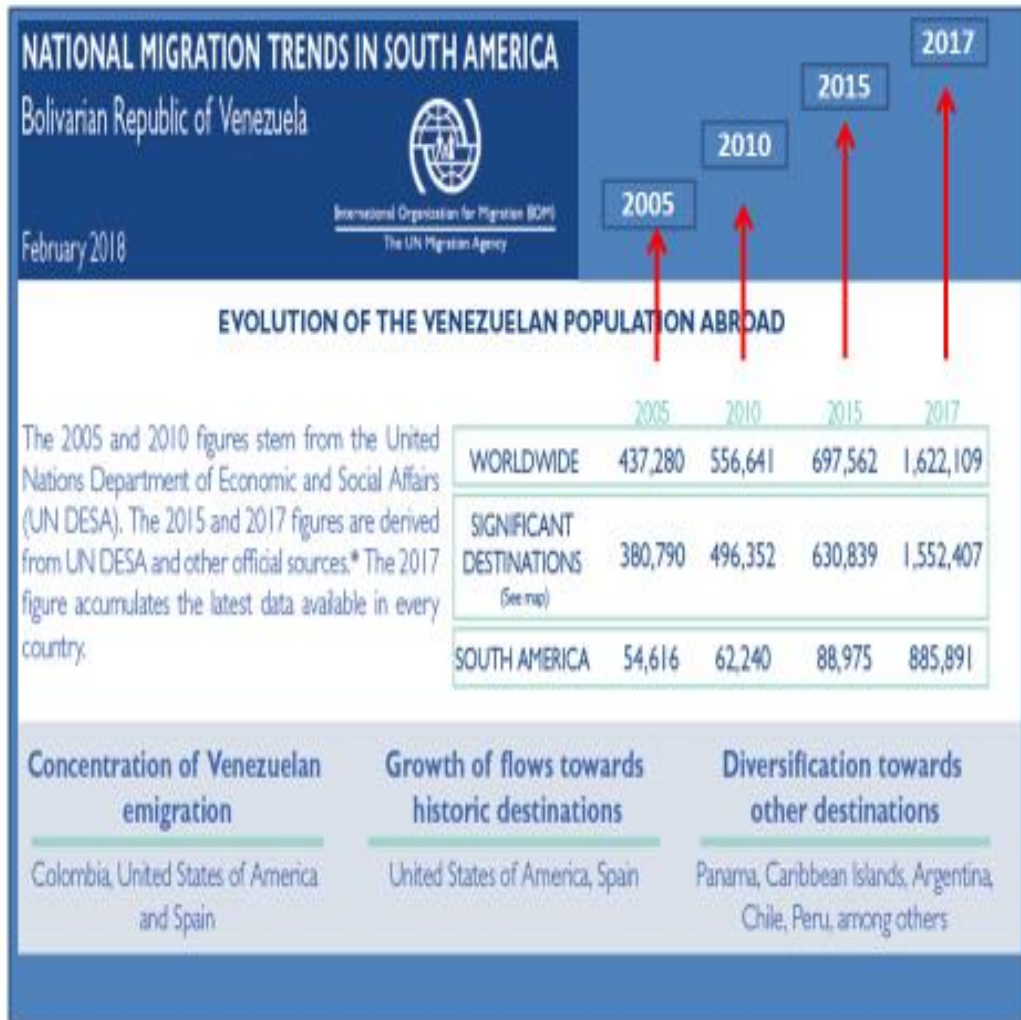 NATIONAL MIGRATION TRENDS IN SOUTH AMERICA
Bolivarian Republic of Venezuela
International Organization for Migration (IOM)
The UN Migration Agency
February 2018
2005
2010
2015
2017
EVOLUTION OF THE VENEZUELAN POPULATION ABROAD
The 2005 and 2010 figures stem from the United
Nations Department of Economic and Social Affairs
(UN DESA). The 2015 and 2017 figures are derived
from UN DESA and other official sources.* The 2017
figure accumulates the latest data available in every
country.
2005 2010 2015 2017
WORLDWIDE 437,280 556,641 697,562 1,622,109
SIGNIFICANT
DESTINATIONS 380,790 496,352 630,839 1,552,407
(See map)
SOUTH AMERICA 54,616 62,240 88,975 885,891
Concentration of Venezuelan
emigration
Colombia, United States of America
and Spain
Growth of flows towards
historic destinations
United States of America, Spain
Diversification towards
other destinations
Panama, Caribbean Islands, Argentina,
Chile, Peru, among others